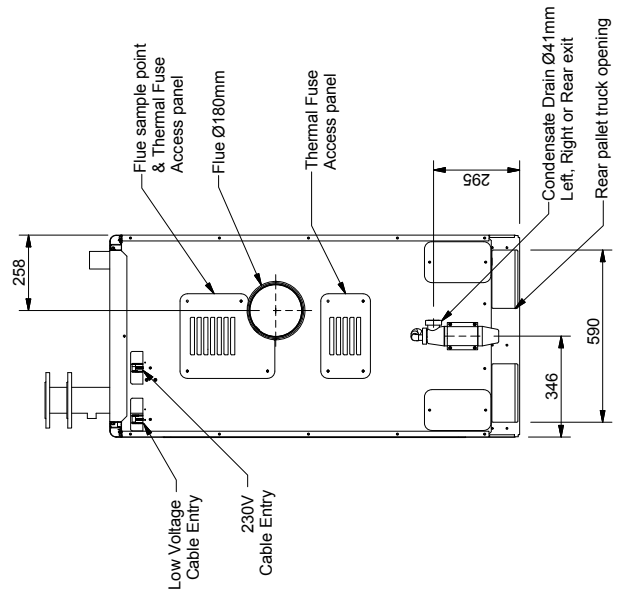 258
Flue sample point
& Thermal Fuse
Access panel
Flue Ø180mm
Thermal Fuse
Access panel
Low Voltage
Cable Entry
230V
Cable Entry
295
Condensate Drain Ø41mm
Left, Right or Rear exit
Rear pallet truck opening
346
590